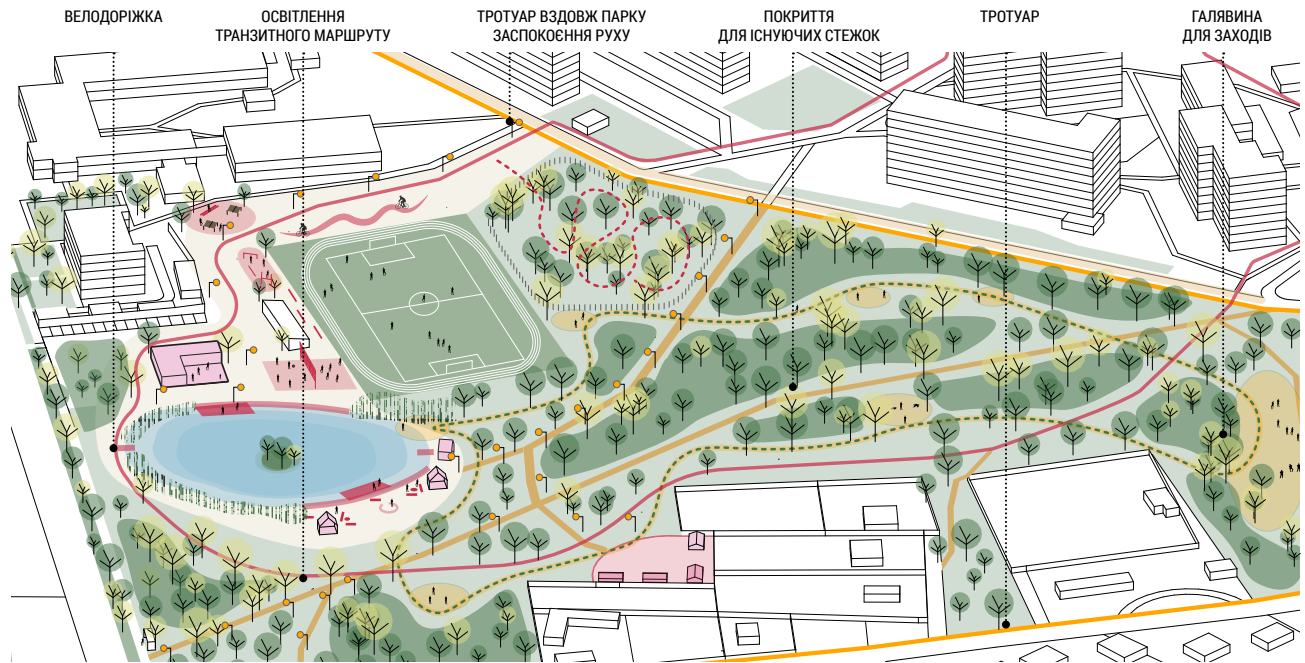 ВЕЛОДОРІЖКА
ОСВІТЛЕННЯ
ТРАНЗИТНОГО МАРШРУТУ
ТРОТУАР ВЗДОВЖ ПАРКУ
ЗАСПОКОЄННЯ РУХУ
ПОКРИТТЯ
ДЛЯ ІСНУЮЧИХ СТЕЖОК
ТРОТУАР
ГАЛЯВИНА
ДЛЯ ЗАХОДІВ